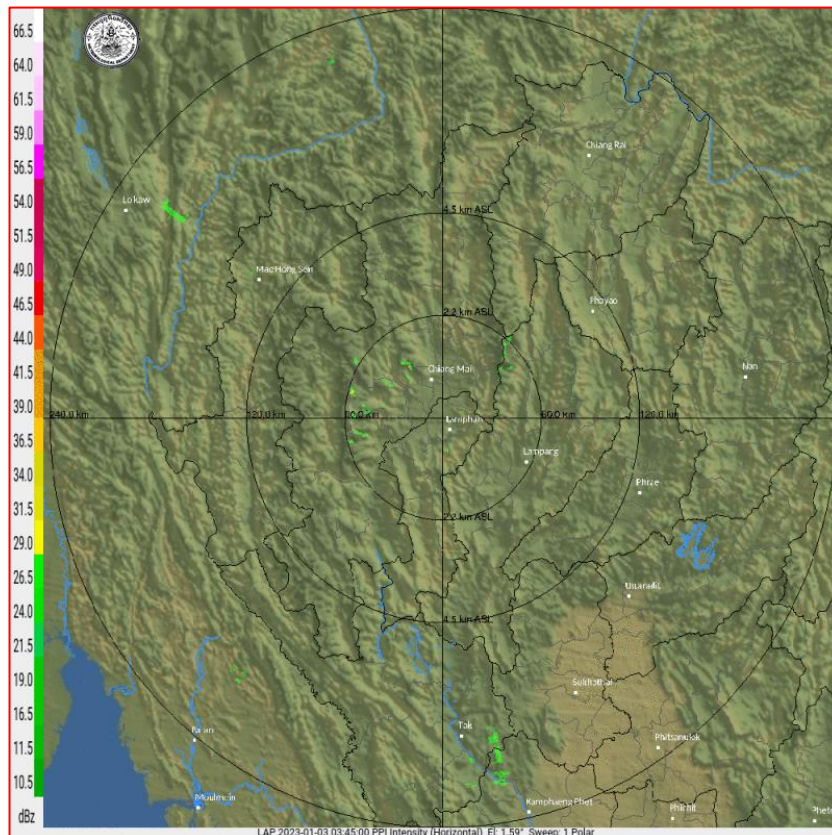 66.5
64.0
61.5
59.0
56.5
54.0
51.5
49.0
46.5
44.0
41.5
39.0
36.5
34.0
31.5
29.0
26.5
24.0
21.5
19.0
16.5
14.0
11.5
10.5
dBz
Chiang Rai
Loikaw
4.5 km ASL
Mae Hong Son
Phayao
2.2 km ASL
Chiang Mai
Nan
240.0 km
120.0 km
60.0 km
60.0 km
120.0 km
Lamphun
Lampang
Phrae
2.2 km ASL
Uttaradit
4.5 km ASL
Sukhothai
Tak
Pa'an
Phitsanulok
Moulmein
Kamphaeng Phet
Phichit
LAP 2023-01-03 03:45:00 PPI Intensity (Horizontal) El: 1.59° Sweep: 1 Polar